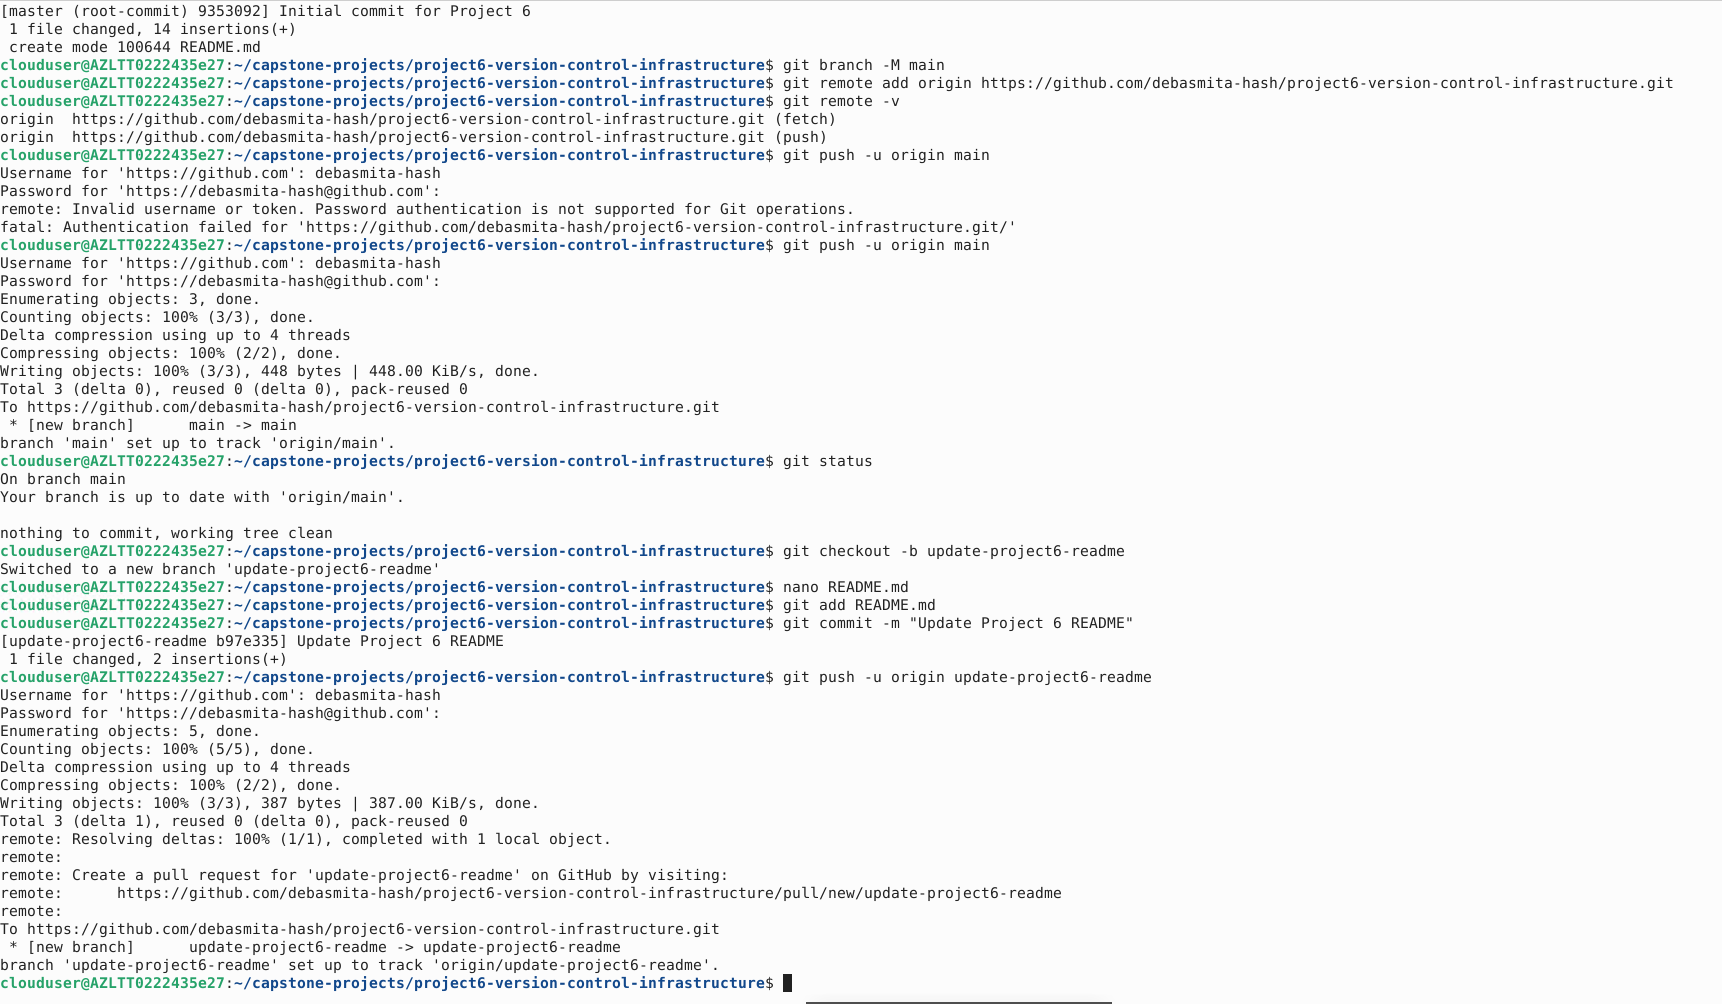 [master (root-commit) 9353092] Initial commit for Project 6
 1 file changed, 14 insertions(+)
 create mode 100644 README.md
clouduser@AZLTT0222435e27:~/capstone-projects/project6-version-control-infrastructure$ git branch -M main
clouduser@AZLTT0222435e27:~/capstone-projects/project6-version-control-infrastructure$ git remote add origin https://github.com/debasmita-hash/project6-version-control-infrastructure.git
clouduser@AZLTT0222435e27:~/capstone-projects/project6-version-control-infrastructure$ git remote -v
origin  https://github.com/debasmita-hash/project6-version-control-infrastructure.git (fetch)
origin  https://github.com/debasmita-hash/project6-version-control-infrastructure.git (push)
clouduser@AZLTT0222435e27:~/capstone-projects/project6-version-control-infrastructure$ git push -u origin main
Username for 'https://github.com': debasmita-hash
Password for 'https://debasmita-hash@github.com':
remote: Invalid username or token. Password authentication is not supported for Git operations.
fatal: Authentication failed for 'https://github.com/debasmita-hash/project6-version-control-infrastructure.git/'
clouduser@AZLTT0222435e27:~/capstone-projects/project6-version-control-infrastructure$ git push -u origin main
Username for 'https://github.com': debasmita-hash
Password for 'https://debasmita-hash@github.com':
Enumerating objects: 3, done.
Counting objects: 100% (3/3), done.
Delta compression using up to 4 threads
Compressing objects: 100% (2/2), done.
Writing objects: 100% (3/3), 448 bytes | 448.00 KiB/s, done.
Total 3 (delta 0), reused 0 (delta 0), pack-reused 0
To https://github.com/debasmita-hash/project6-version-control-infrastructure.git
 * [new branch]      main -> main
branch 'main' set up to track 'origin/main'.
clouduser@AZLTT0222435e27:~/capstone-projects/project6-version-control-infrastructure$ git status
On branch main
Your branch is up to date with 'origin/main'.

nothing to commit, working tree clean
clouduser@AZLTT0222435e27:~/capstone-projects/project6-version-control-infrastructure$ git checkout -b update-project6-readme
Switched to a new branch 'update-project6-readme'
clouduser@AZLTT0222435e27:~/capstone-projects/project6-version-control-infrastructure$ nano README.md
clouduser@AZLTT0222435e27:~/capstone-projects/project6-version-control-infrastructure$ git add README.md
clouduser@AZLTT0222435e27:~/capstone-projects/project6-version-control-infrastructure$ git commit -m "Update Project 6 README"
[update-project6-readme b97e335] Update Project 6 README
 1 file changed, 2 insertions(+)
clouduser@AZLTT0222435e27:~/capstone-projects/project6-version-control-infrastructure$ git push -u origin update-project6-readme
Username for 'https://github.com': debasmita-hash
Password for 'https://debasmita-hash@github.com':
Enumerating objects: 5, done.
Counting objects: 100% (5/5), done.
Delta compression using up to 4 threads
Compressing objects: 100% (2/2), done.
Writing objects: 100% (3/3), 387 bytes | 387.00 KiB/s, done.
Total 3 (delta 1), reused 0 (delta 0), pack-reused 0
remote: Resolving deltas: 100% (1/1), completed with 1 local object.
remote:
remote: Create a pull request for 'update-project6-readme' on GitHub by visiting:
remote:      https://github.com/debasmita-hash/project6-version-control-infrastructure/pull/new/update-project6-readme
remote:
To https://github.com/debasmita-hash/project6-version-control-infrastructure.git
 * [new branch]      update-project6-readme -> update-project6-readme
branch 'update-project6-readme' set up to track 'origin/update-project6-readme'.
clouduser@AZLTT0222435e27:~/capstone-projects/project6-version-control-infrastructure$